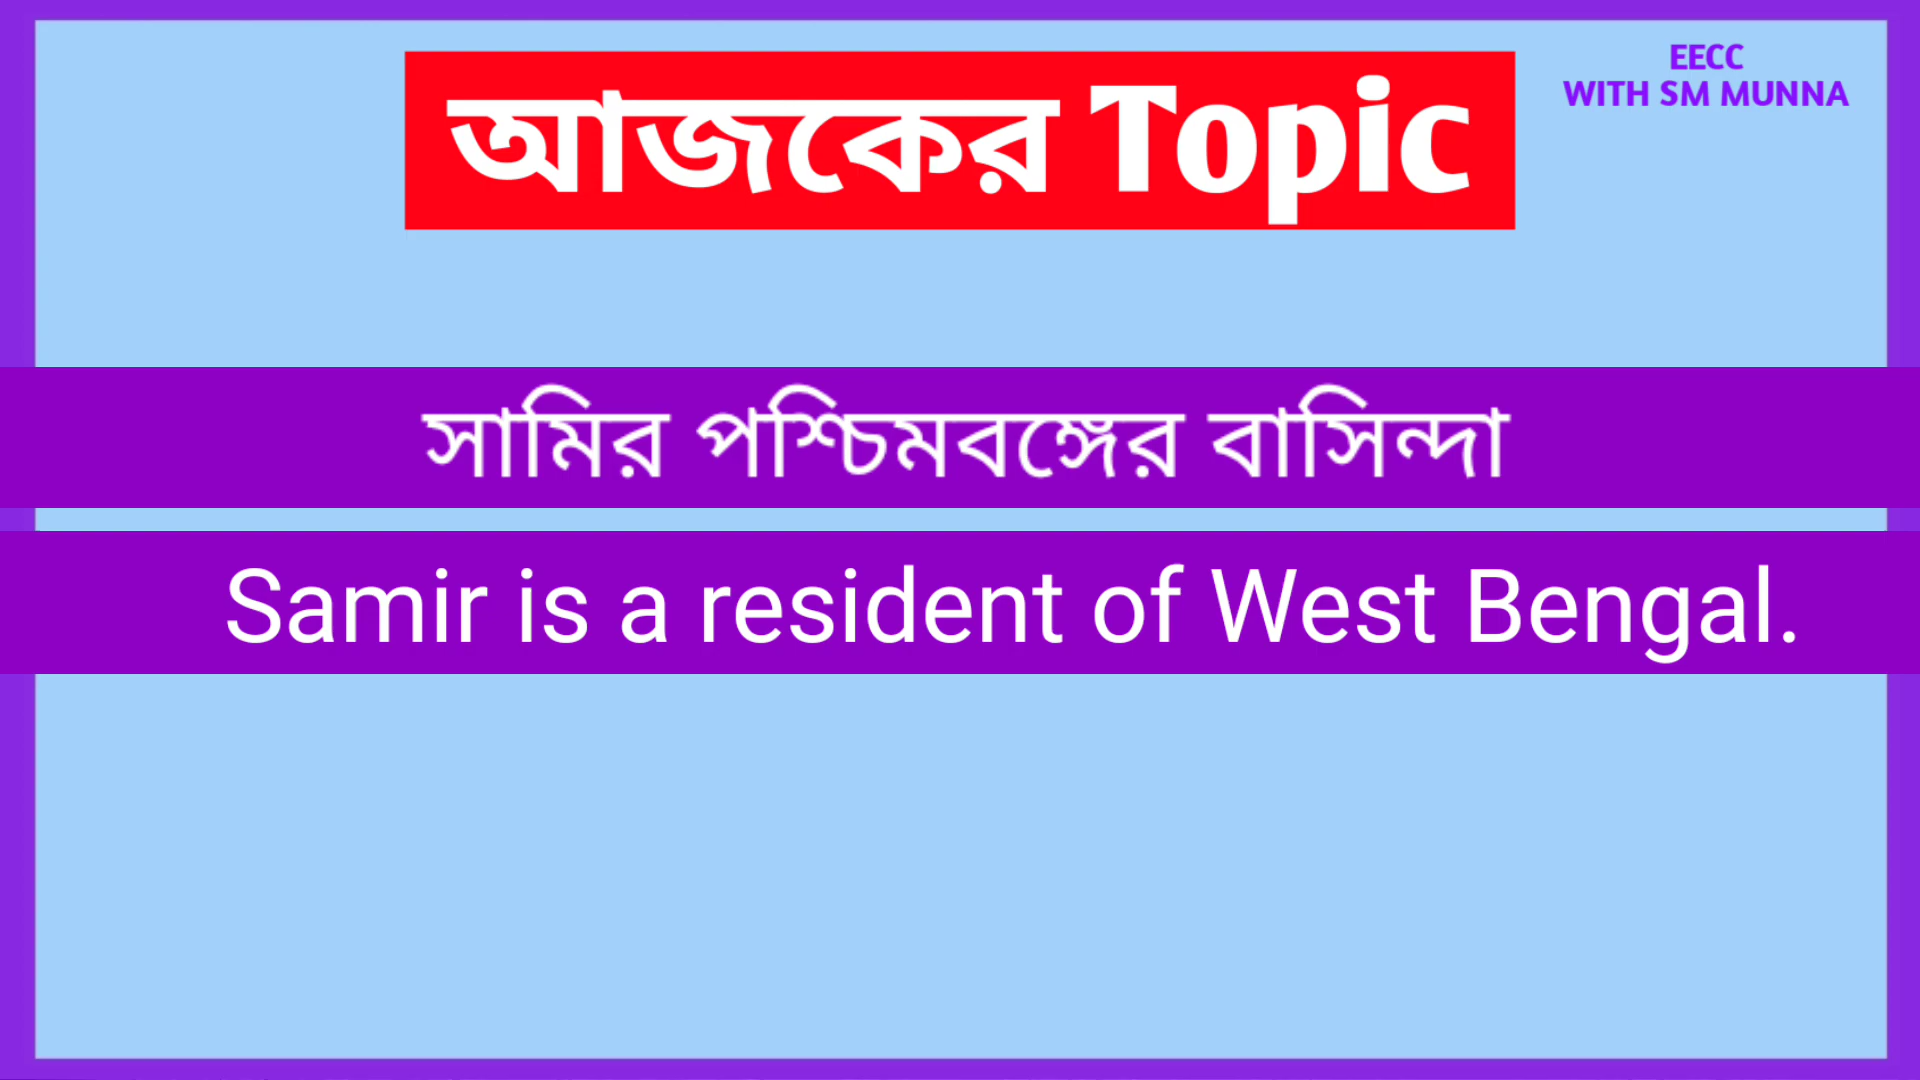 আজকের Topic
EECC
WITH SM MUNNA
সামির পশ্চিমবঙ্গের বাসিন্দা
Samir is a resident of West Bengal.